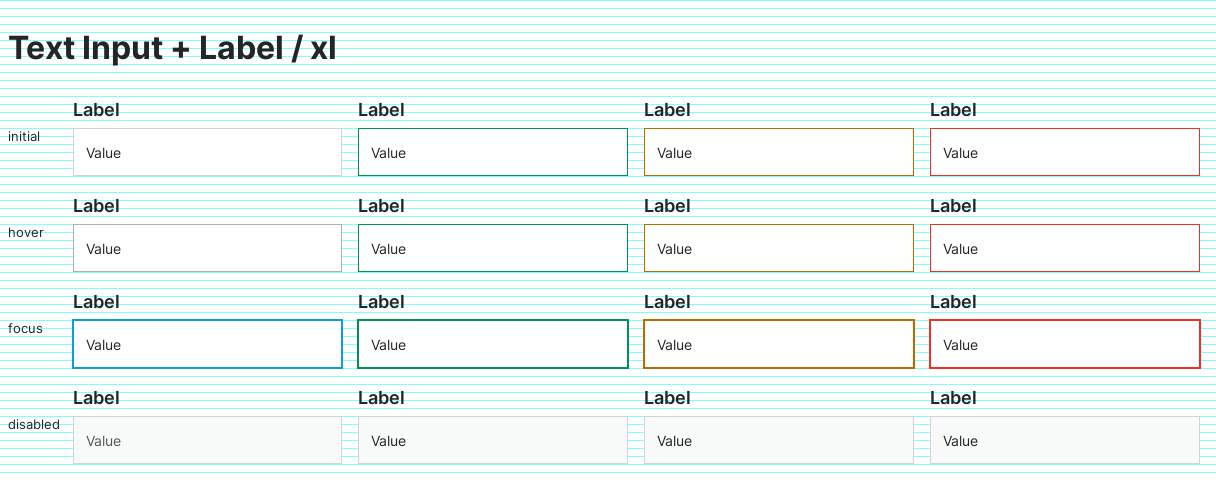 Text Input + Label / xl
Label Label Label Label
initial Value Value Value Value
Label Label Label Label
hover Value Value Value Value
Label Label Label Label
focus Value Value Value Value
Label Label Label Label
disabled Value Value Value Value